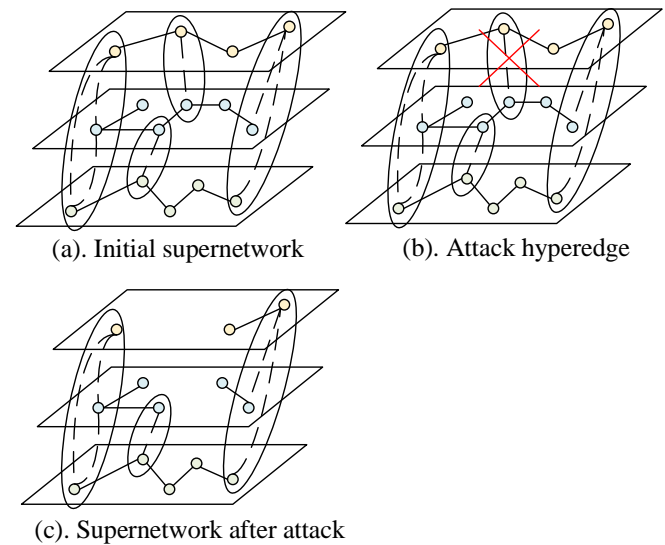 (a). Initial supernetwork
(b). Attack hyperedge
(c). Supernetwork after attack